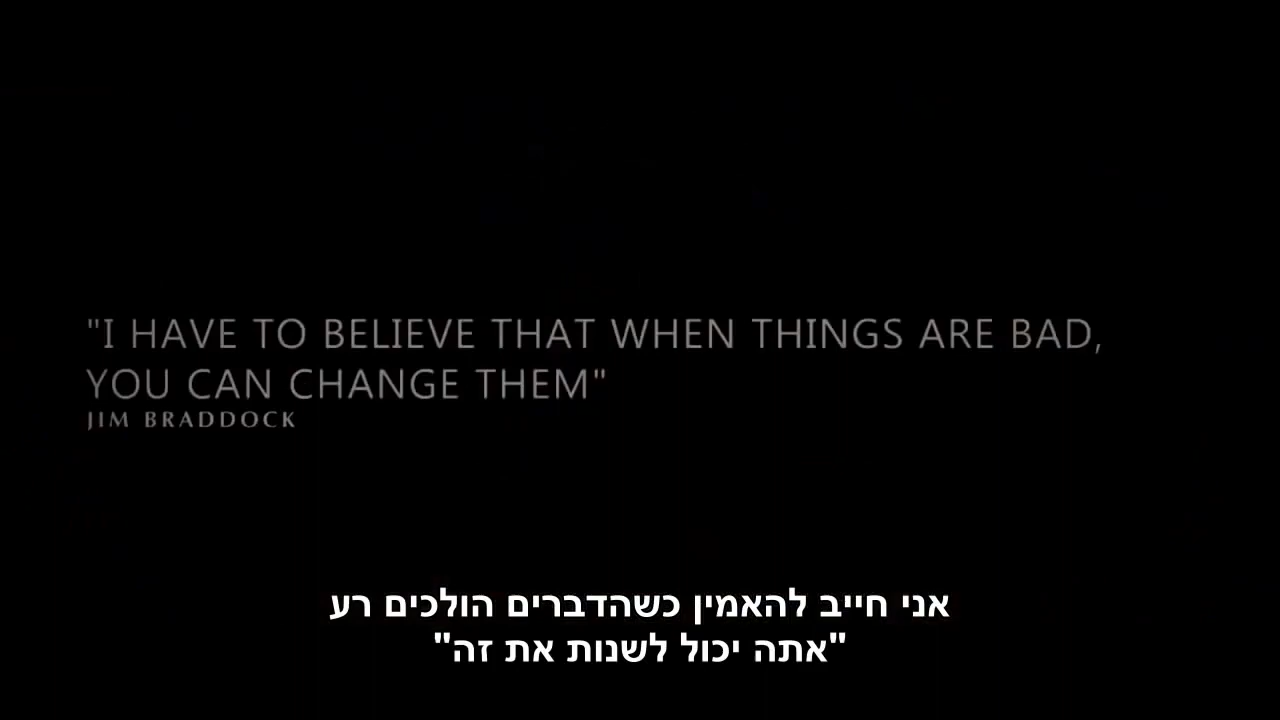 "I HAVE TO BELIEVE THAT WHEN THINGS ARE BAD,
YOU CAN CHANGE THEM"
JIM BRADDOCK
אני חייב להאמין כשהדברים הולכים רע
"אתה יכול לשנות את זה"